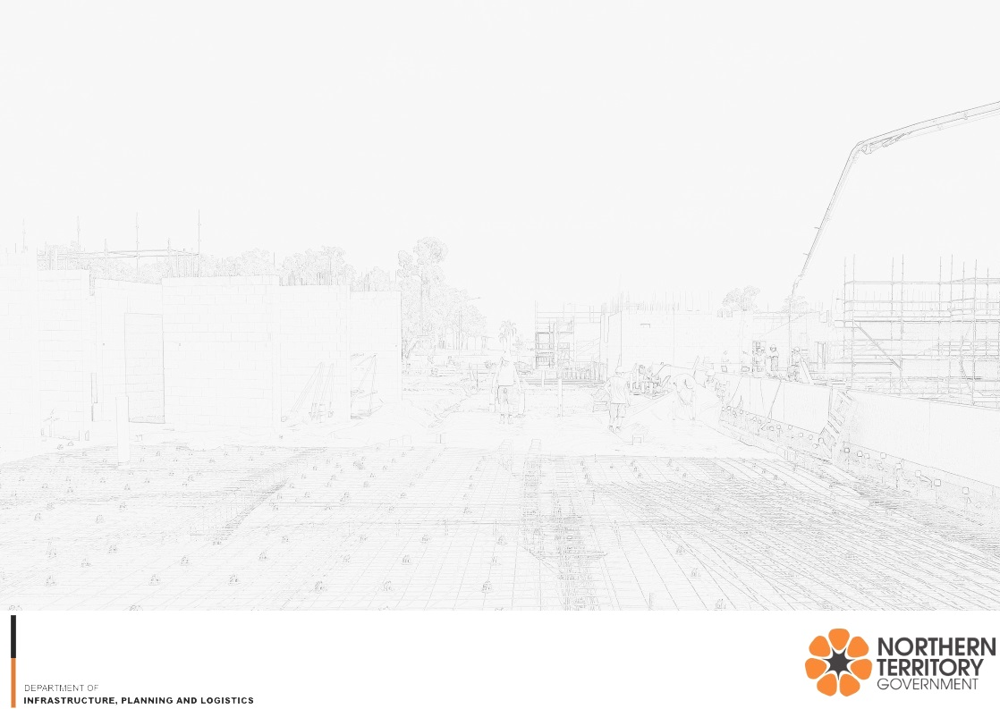 DEPARTMENT OF
INFRASTRUCTURE, PLANNING AND LOGISTICS
NORTHERN
TERRITORY
GOVERNMENT